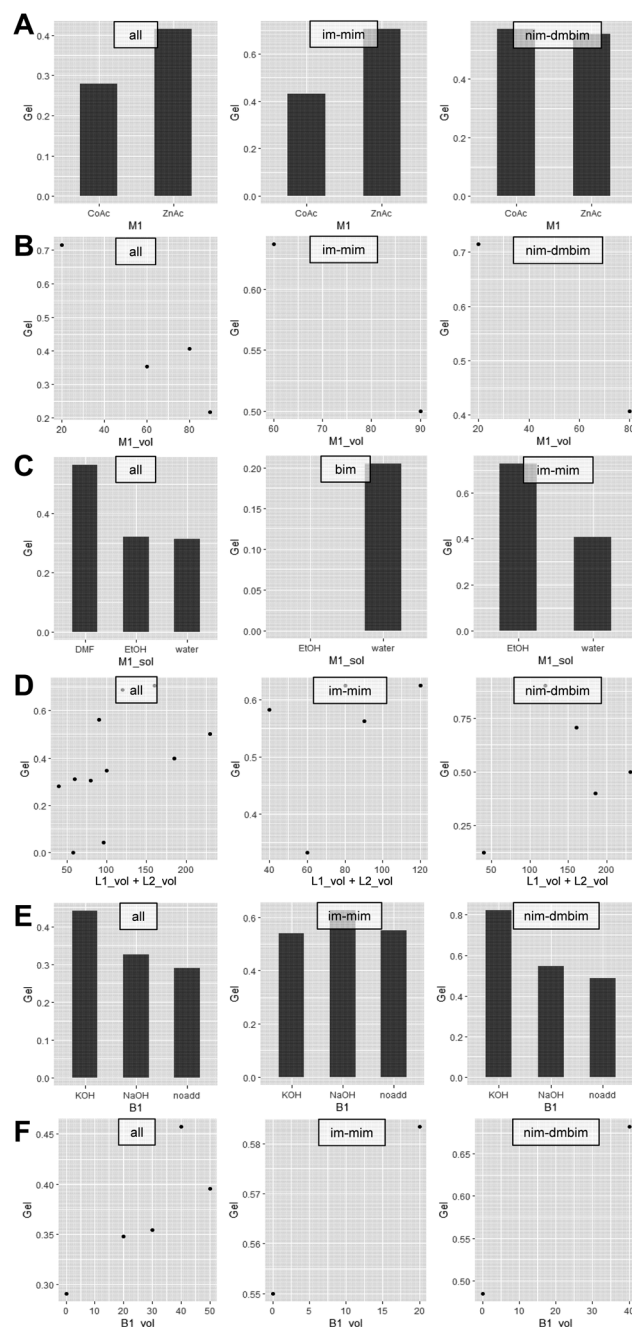 A
all
im-mim
nim-dmbim
Gel
0.4
0.3
0.2
0.1
0.0
CoAc
ZnAc
M1
Gel
0.6
0.4
0.2
0.0
CoAc
ZnAc
M1
Gel
0.4
0.2
0.0
CoAc
ZnAc
M1
B
all
im-mim
nim-dmbim
Gel
0.7
0.6
0.5
0.4
0.3
0.2
20
40
60
80
M1_vol
Gel
0.60
0.55
0.50
60
65
70
75
80
85
90
M1_vol
Gel
0.7
0.6
0.5
0.4
20
40
60
80
M1_vol
C
all
bim
im-mim
Gel
0.4
0.2
0.0
DMF
EtOH
water
M1_sol
Gel
0.20
0.15
0.10
0.05
0.00
EtOH
water
M1_sol
Gel
0.6
0.4
0.2
0.0
EtOH
water
M1_sol
D
all
im-mim
nim-dmbim
Gel
0.6
0.4
0.2
0.0
50
100
150
200
L1_vol + L2_vol
Gel
0.6
0.5
0.4
40
60
80
100
120
L1_vol + L2_vol
Gel
0.75
0.50
0.25
50
100
150
200
L1_vol + L2_vol
E
all
im-mim
nim-dmbim
Gel
0.4
0.3
0.2
0.1
0.0
KOH
NaOH
noadd
B1
Gel
0.6
0.4
0.2
0.0
KOH
NaOH
noadd
B1
Gel
0.8
0.6
0.4
0.2
0.0
KOH
NaOH
noadd
B1
F
all
im-mim
nim-dmbim
Gel
0.45
0.40
0.35
0.30
0
10
20
30
40
50
B1_vol
Gel
0.58
0.57
0.56
0.55
0
5
10
15
20
B1_vol
Gel
0.65
0.60
0.55
0.50
0
10
20
30
40
B1_vol